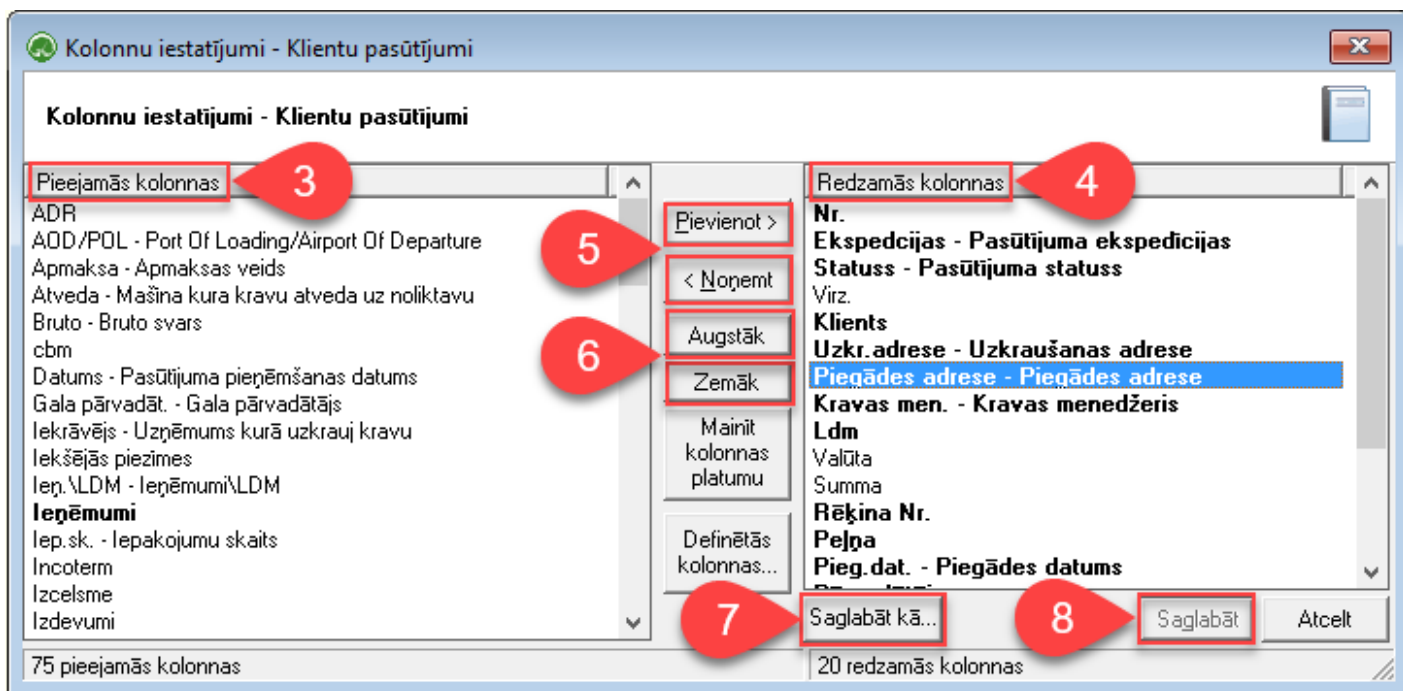 Kolonnu iestatījumi - Klientu pasūtījumi
Kolonnu iestatījumi - Klientu pasūtījumi
Pieejamās kolonnas
3
ADR
AOD/POL - Port Of Loading/Airport Of Departure
Apmaksa - Apmaksas veids
Atveda - Mašīna kura kravu atveda uz noliktavu
Bruto - Bruto svars
cbm
Datums - Pasūtījuma pieņemšanas datums
Gala pārvadāt. - Gala pārvadātājs
Iekrāvējs - Uzņēmums kurā uzkrauj kravu
Iekšējās piezīmes
Ieņ.\LDM - Ieņēmumi\LDM
Ieņēmumi
Iep.sk. - Iepakojumu skaits
Incoterm
Izcelsme
Izdevumi
75 pieejamās kolonnas
5
Pievienot >
< Noņemt
6
Augstāk
Zemāk
Mainīt
kolonnas
platumu
Definētās
kolonnas...
Redzamās kolonnas
4
Nr.
Ekspedcijas - Pasūtījuma ekspedīcijas
Statuss - Pasūtījuma statuss
Virz.
Klients
Uzkr.adrese - Uzkraušanas adrese
Piegādes adrese - Piegādes adrese
Kravas men. - Kravas menedžeris
Ldm
Valūta
Summa
Rēķina Nr.
Peļņa
Pieg.dat. - Piegādes datums
7
Saglabāt kā...
8
Saglabāt
Atcelt
20 redzamās kolonnas